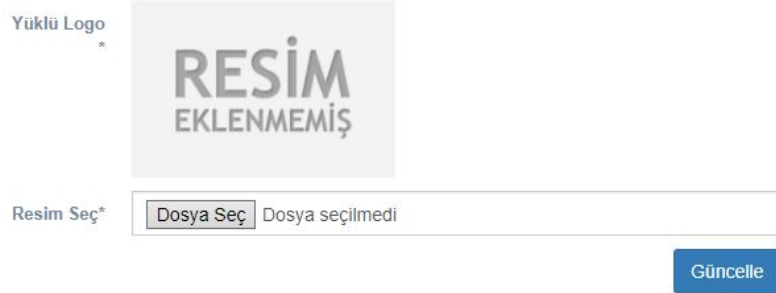 Yüklü Logo
*
RESİM
EKLENMEMİŞ
Resim Seç*
Dosya Seç Dosya seçilmedi
Güncelle